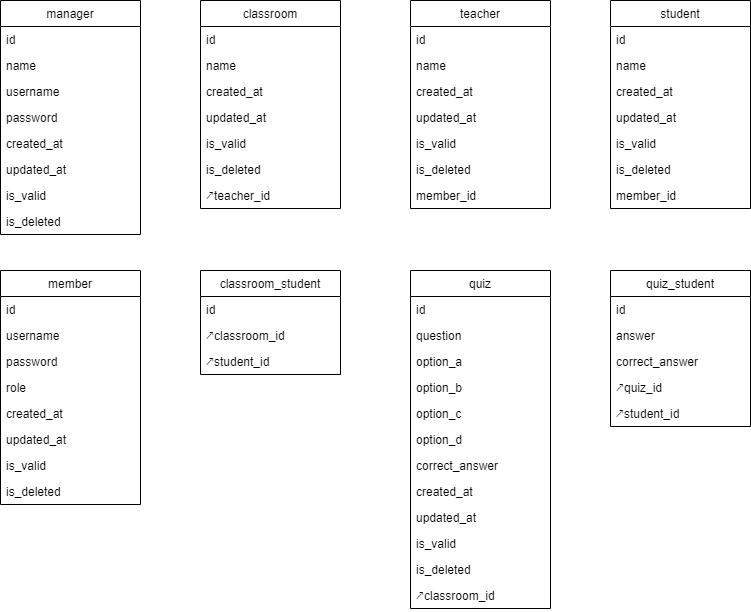 manager
id
name
username
password
created_at
updated_at
is_valid
is_deleted
classroom
id
name
created_at
updated_at
is_valid
is_deleted
↗teacher_id
teacher
id
name
created_at
updated_at
is_valid
is_deleted
member_id
student
id
name
created_at
updated_at
is_valid
is_deleted
member_id
member
id
username
password
role
created_at
updated_at
is_valid
is_deleted
classroom_student
id
↗classroom_id
↗student_id
quiz
id
question
option_a
option_b
option_c
option_d
correct_answer
created_at
updated_at
is_valid
is_deleted
↗classroom_id
quiz_student
id
answer
correct_answer
↗quiz_id
↗student_id